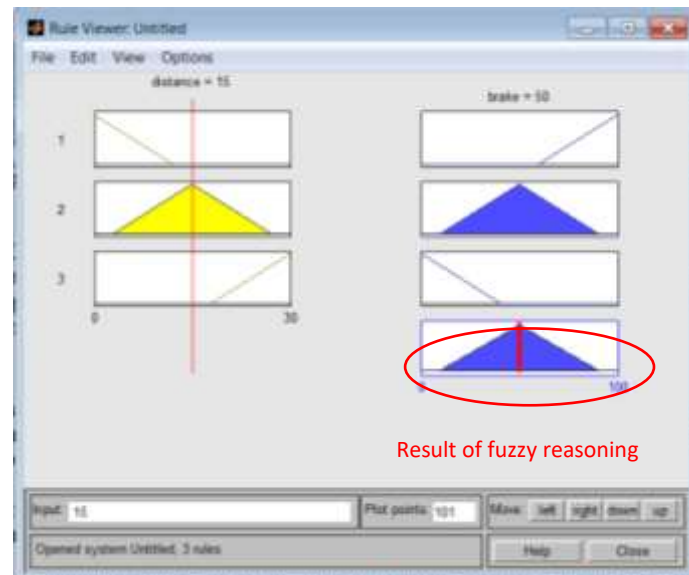 Rule Viewer: Untitled
File Edit View Options
distance = 15
brake = 50
1
2
3
0 30
0 100
Result of fuzzy reasoning
Input: 15 Plot points: 101 Move: left right down up
Opened system Untitled, 3 rules Help Close